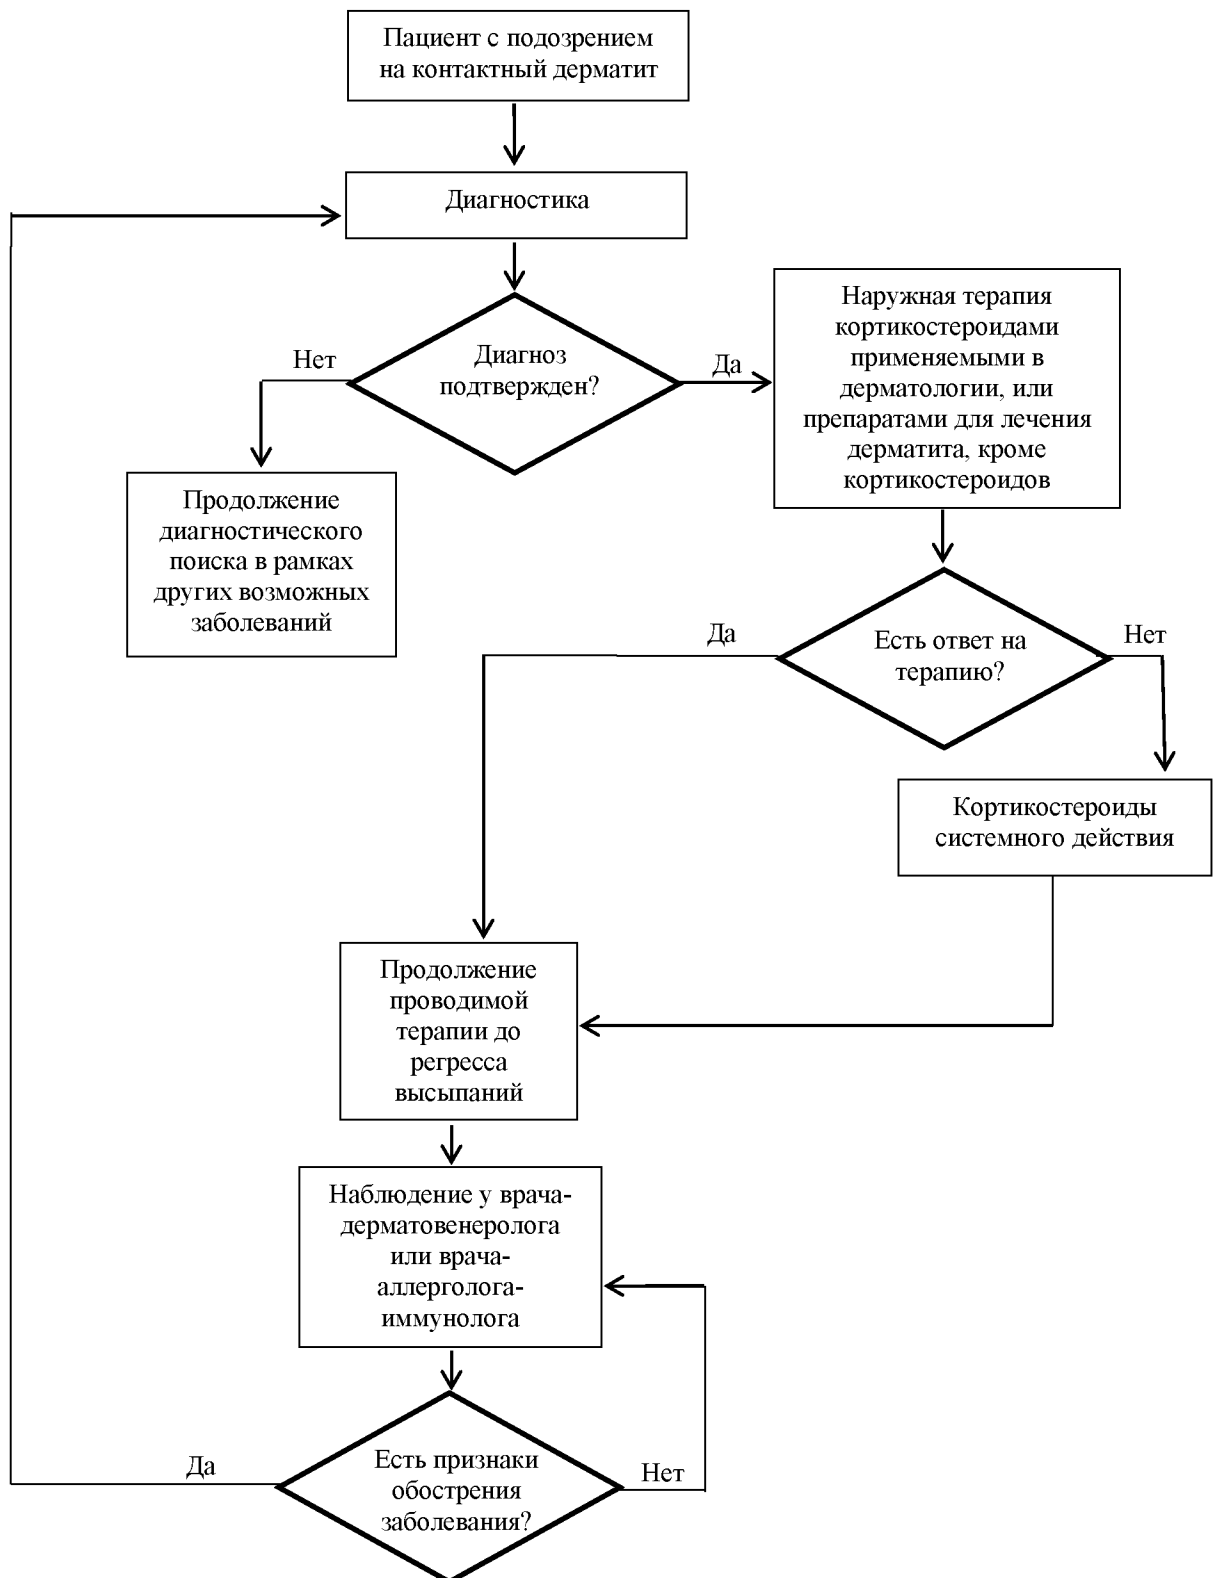 Пациент с подозрением
на контактный дерматит
Диагностика
Диагноз
подтвержден?
Нет
Да
Наружная терапия
кортикостероидами
применяемыми в
дерматологии, или
препаратами для лечения
дерматита, кроме
кортикостероидов
Продолжение
диагностического
поиска в рамках
других возможных
заболеваний
Есть ответ на
терапию?
Да
Нет
Кортикостероиды
системного действия
Продолжение
проводимой
терапии до
регресса
высыпаний
Наблюдение у врача-
дерматовенеролога
или врача-
аллерголога-
иммунолога
Есть признаки
обострения
заболевания?
Да
Нет